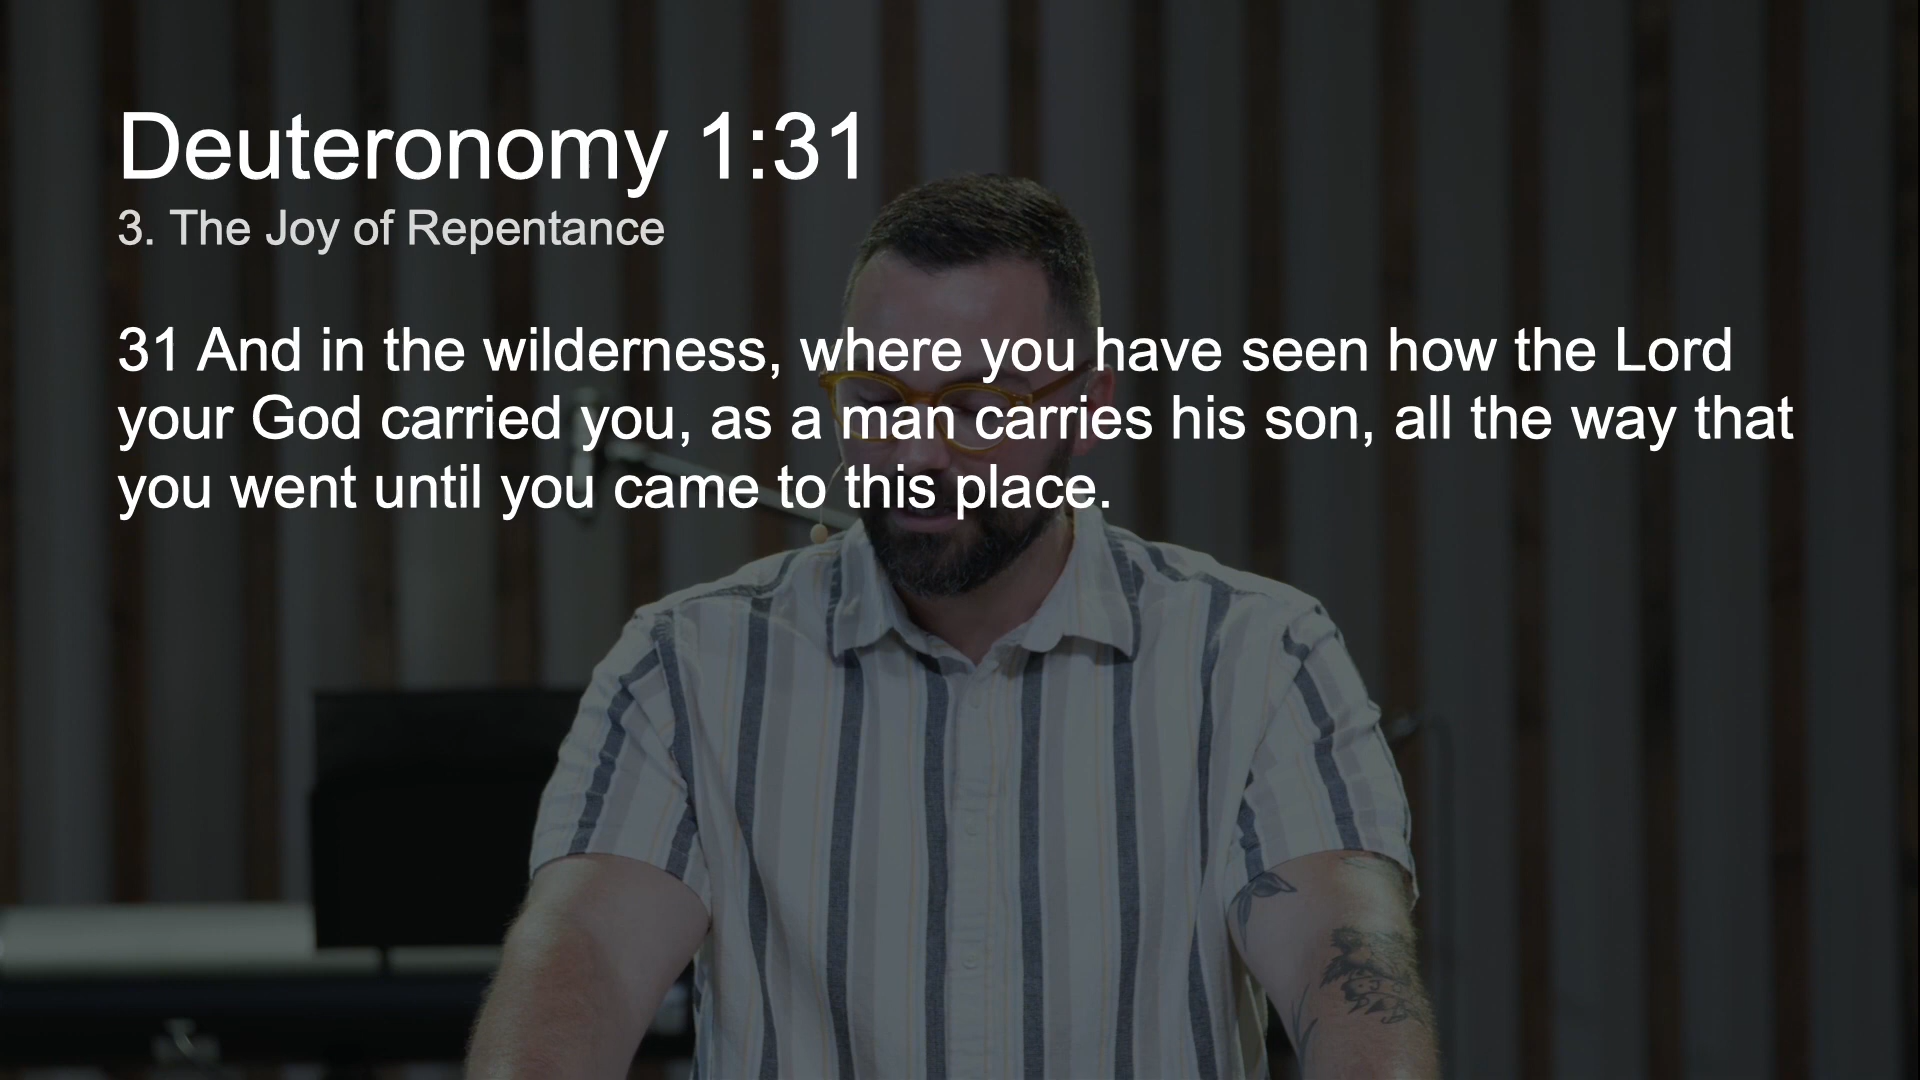 Deuteronomy 1:31
3. The Joy of Repentance
31 And in the wilderness, where you have seen how the Lord
your God carried you, as a man carries his son, all the way that
you went until you came to this place.